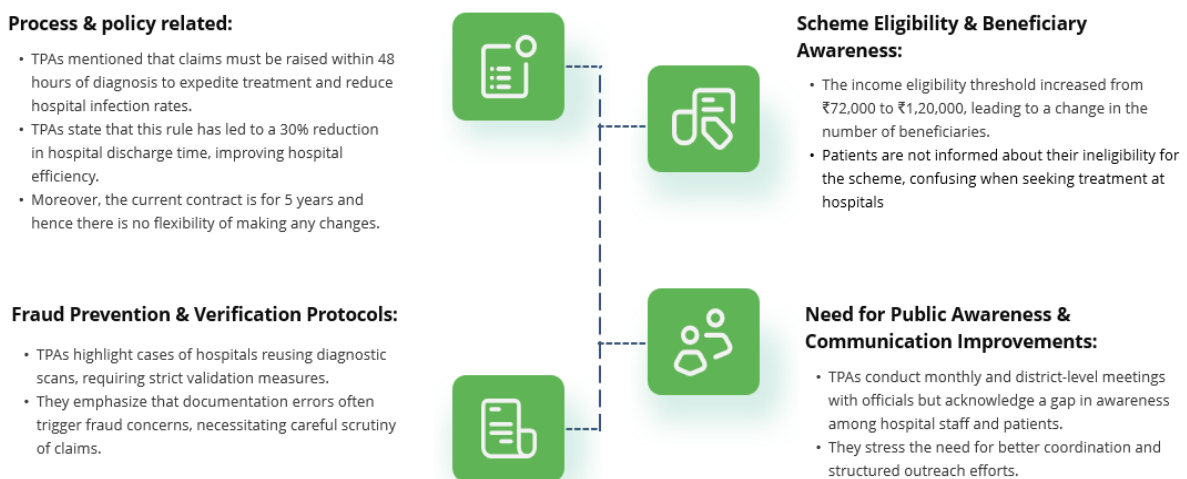 Process & policy related:
• TPAs mentioned that claims must be raised within 48
hours of diagnosis to expedite treatment and reduce
hospital infection rates.
• TPAs state that this rule has led to a 30% reduction
in hospital discharge time, improving hospital
efficiency.
• Moreover, the current contract is for 5 years and
hence there is no flexibility of making any changes.
Scheme Eligibility & Beneficiary
Awareness:
• The income eligibility threshold increased from
₹72,000 to ₹1,20,000, leading to a change in the
number of beneficiaries.
• Patients are not informed about their ineligibility for
the scheme, confusing when seeking treatment at
hospitals
Fraud Prevention & Verification Protocols:
• TPAs highlight cases of hospitals reusing diagnostic
scans, requiring strict validation measures.
• They emphasize that documentation errors often
trigger fraud concerns, necessitating careful scrutiny
of claims.
Need for Public Awareness &
Communication Improvements:
• TPAs conduct monthly and district-level meetings
with officials but acknowledge a gap in awareness
among hospital staff and patients.
• They stress the need for better coordination and
structured outreach efforts.